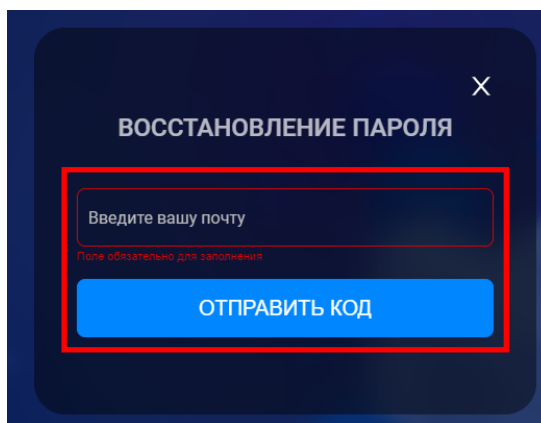 X
ВОССТАНОВЛЕНИЕ ПАРОЛЯ
Введите вашу почту
Поле обязательно для заполнения
ОТПРАВИТЬ КОД